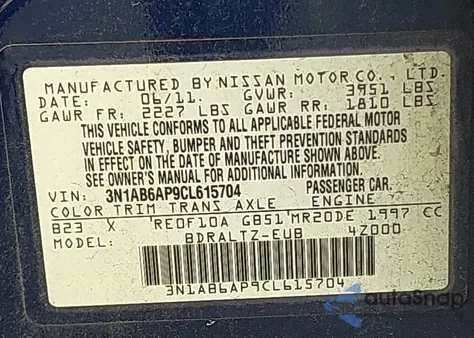 MANUFACTURED BY NISSAN MOTOR CO., LTD.
DATE: 06/11. GVWR: 3951 LBS
GAWR FR: 2227 LBS GAWR RR: 1810 LBS
THIS VEHICLE CONFORMS TO ALL APPLICABLE FEDERAL MOTOR
VEHICLE SAFETY, BUMPER AND THEFT PREVENTION STANDARDS
IN EFFECT ON THE DATE OF MANUFACTURE SHOWN ABOVE.
SEE OWNER'S MANUAL FOR ADDITIONAL INFORMATION.
VIN: 3N1AB6AP9CL615704 PASSENGER CAR.
COLOR TRIM TRANS AXLE ENGINE
B23 X RE0F10A GB51 MR20DE 1997 CC
MODEL: BDRALTZ-EUB 4Z000
3N1AB6AP9CL615704
autoSnap